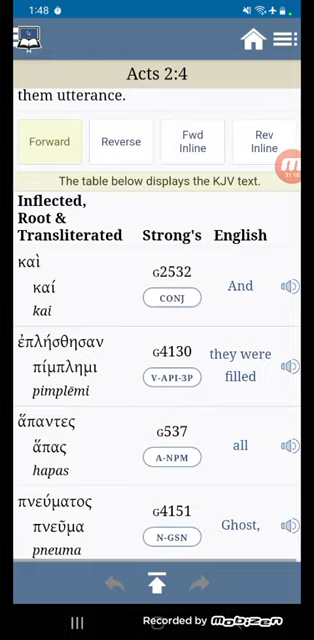 1:48
Acts 2:4
them utterance.
Forward
Reverse
Fwd
Inline
Rev
Inline
The table below displays the KJV text.
Inflected,
Root &
Transliterated Strong's English
καὶ
καί
kai
G2532
CONJ
And
ἐπλήσθησαν
πίμπλημι
pimplēmi
G4130
V-API-3P
they were
filled
ἅπαντες
ἅπας
hapas
G537
A-NPM
all
πνεύματος
πνεῦμα
pneuma
G4151
N-GSN
Ghost,
Recorded by mobizen